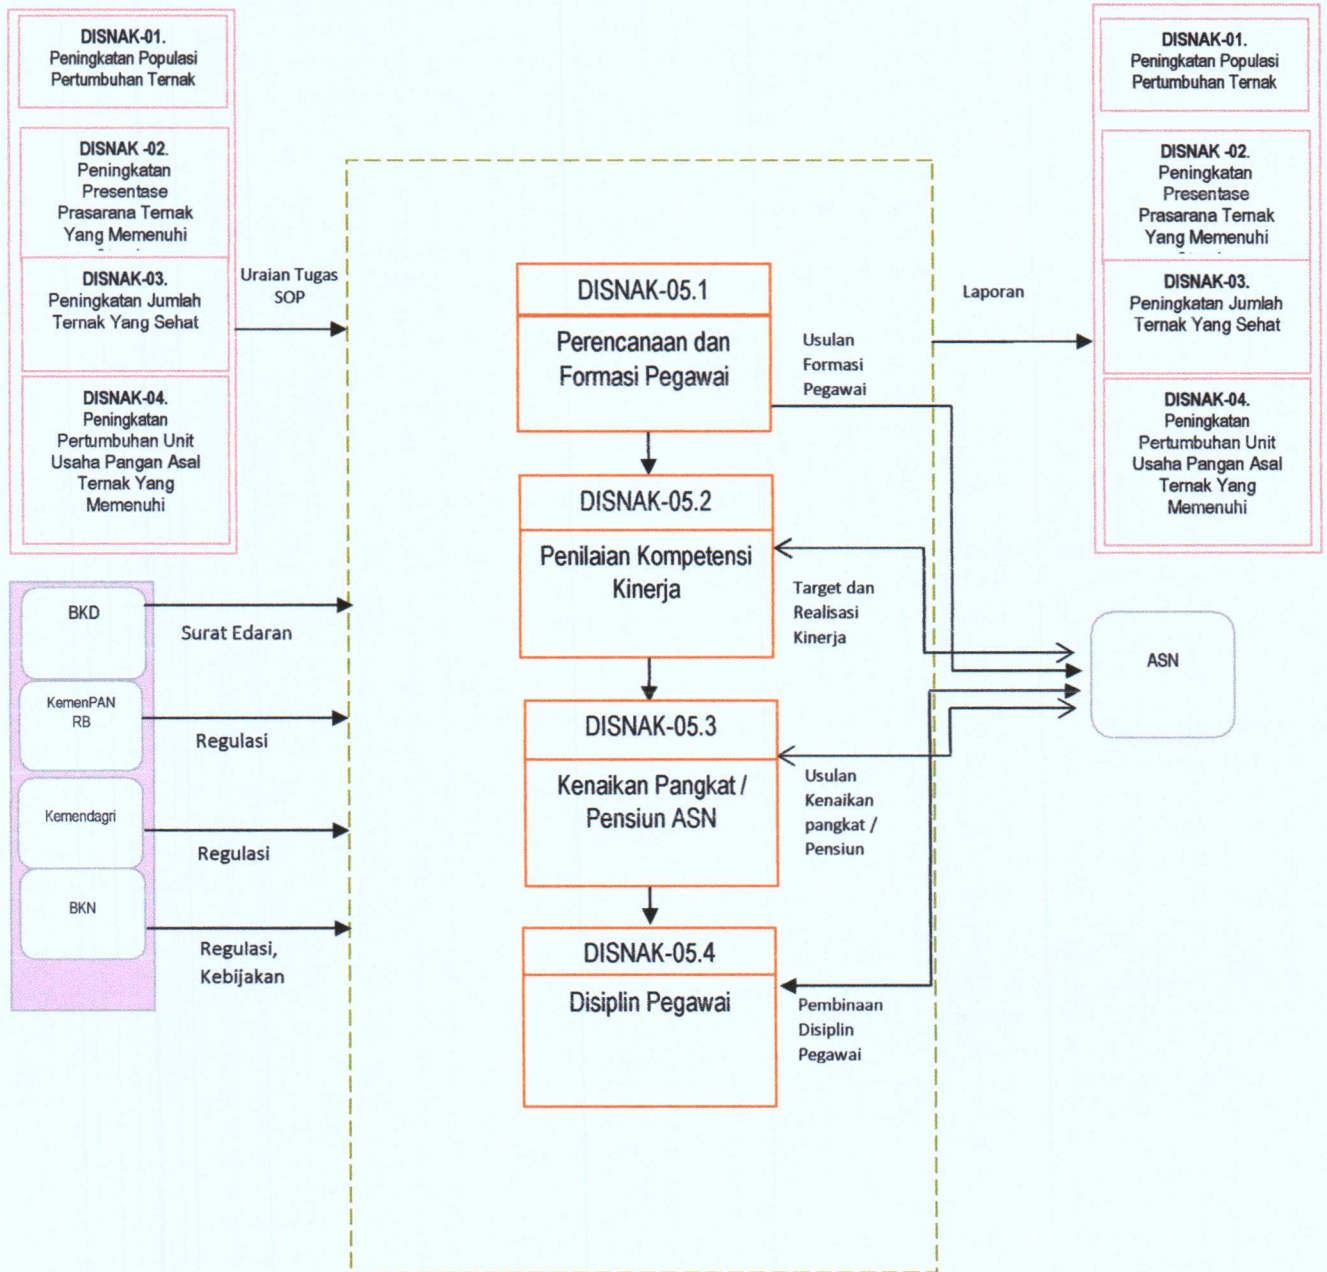 DISNAK-01.
Peningkatan Populasi
Pertumbuhan Ternak
DISNAK -02.
Peningkatan
Presentase
Prasarana Ternak
Yang Memenuhi
DISNAK-03.
Peningkatan Jumlah
Ternak Yang Sehat
DISNAK-04.
Peningkatan
Pertumbuhan Unit
Usaha Pangan Asal
Ternak Yang
Memenuhi
Uraian Tugas
SOP
BKD
Surat Edaran
KemenPAN
RB
Regulasi
Kemendagri
Regulasi
BKN
Regulasi,
Kebijakan
DISNAK-05.1
Perencanaan dan
Formasi Pegawai
Usulan
Formasi
Pegawai
DISNAK-05.2
Penilaian Kompetensi
Kinerja
Target dan
Realisasi
Kinerja
DISNAK-05.3
Kenaikan Pangkat /
Pensiun ASN
Usulan
Kenaikan
pangkat /
Pensiun
DISNAK-05.4
Disiplin Pegawai
Pembinaan
Disiplin
Pegawai
Laporan
DISNAK-01.
Peningkatan Populasi
Pertumbuhan Ternak
DISNAK -02.
Peningkatan
Presentase
Prasarana Ternak
Yang Memenuhi
DISNAK-03.
Peningkatan Jumlah
Ternak Yang Sehat
DISNAK-04.
Peningkatan
Pertumbuhan Unit
Usaha Pangan Asal
Ternak Yang
Memenuhi
ASN